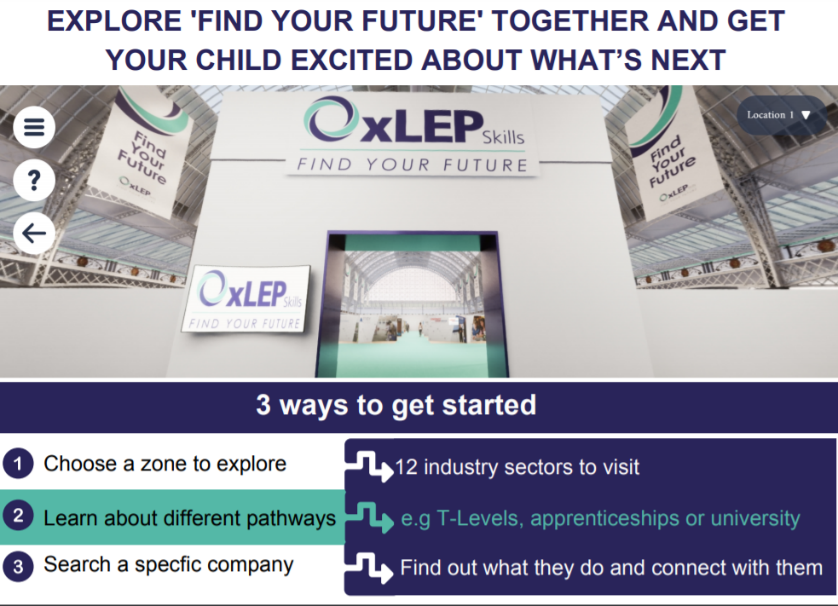 EXPLORE 'FIND YOUR FUTURE' TOGETHER AND GET
YOUR CHILD EXCITED ABOUT WHAT'S NEXT
Find
Your
Future
OxLEP
OxLEP Skills
FIND YOUR FUTURE
Find
Your
Future
OxLEP
Location 1
?
OxLEP Skills
FIND YOUR FUTURE
3 ways to get started
1 Choose a zone to explore
12 industry sectors to visit
2 Learn about different pathways
e.g T-Levels, apprenticeships or university
3 Search a specfic company
Find out what they do and connect with them